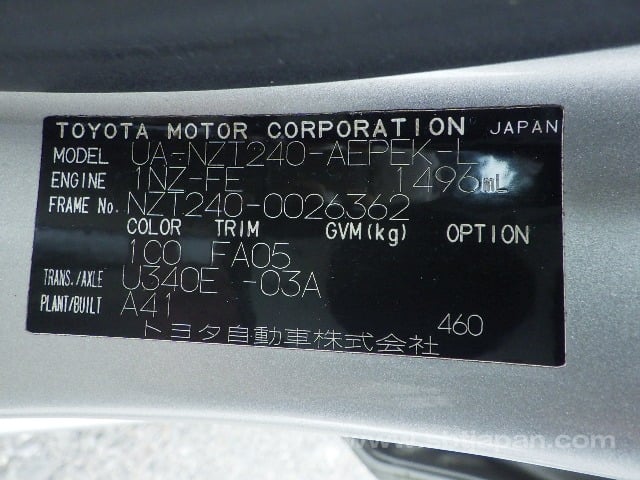 TOYOTA MOTOR CORPORATION JAPAN
MODEL UA-NZT240-AEPEK-L
ENGINE 1NZ-FE 1496mL
FRAME No. NZT240-0026362
COLOR TRIM GVM(kg) OPTION
1C0 FA05
TRANS./AXLE U340E -03A
PLANT/BUILT A41
トヨタ自動車株式会社 460